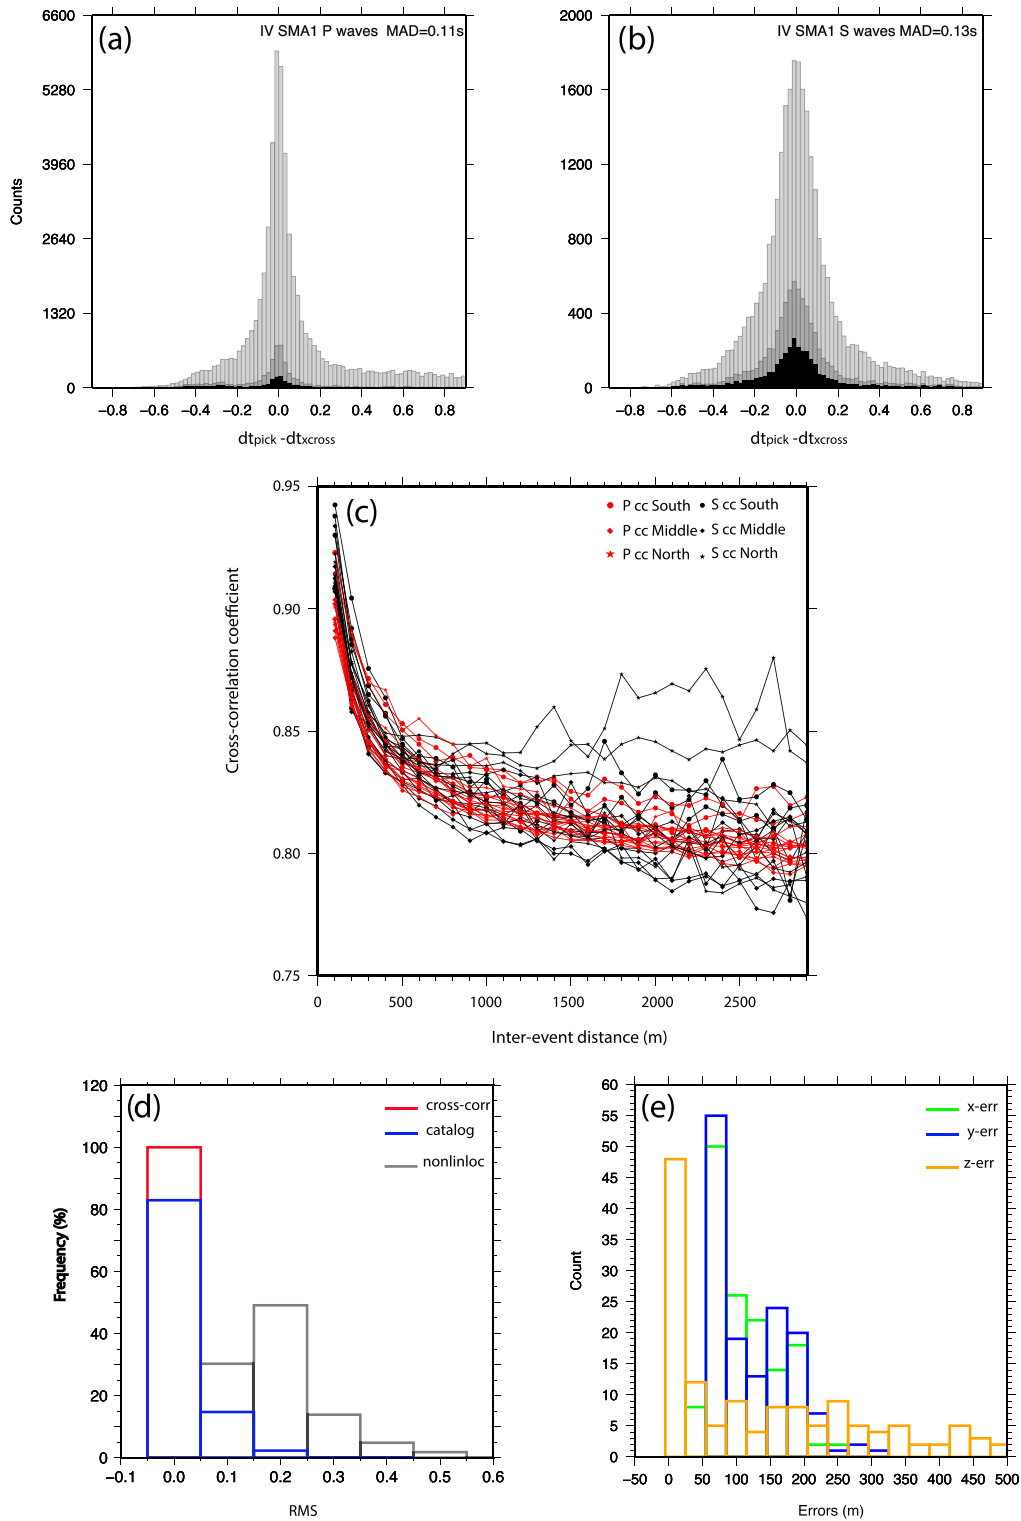 (a)
IV SMA1 P waves MAD=0.11s
6600
5280
3960
2640
1320
0
Counts
−0.8 −0.6 −0.4 −0.2 0.0 0.2 0.4 0.6 0.8
dtpick -dtxcross
(b)
IV SMA1 S waves MAD=0.13s
2000
1600
1200
800
400
0
−0.8 −0.6 −0.4 −0.2 0.0 0.2 0.4 0.6 0.8
dtpick -dtxcross
(c)
P cc South S cc South
P cc Middle S cc Middle
P cc North S cc North
0.95
0.90
0.85
0.80
0.75
Cross-correlation coefficient
0 500 1000 1500 2000 2500
Inter-event distance (m)
(d)
cross-corr
catalog
nonlinloc
120
100
80
60
40
20
0
Frequency (%)
−0.1 0.0 0.1 0.2 0.3 0.4 0.5 0.6
RMS
(e)
x-err
y-err
z-err
60
55
50
45
40
35
30
25
20
15
10
5
0
Count
−50 0 50 100 150 200 250 300 350 400 450 500
Errors (m)